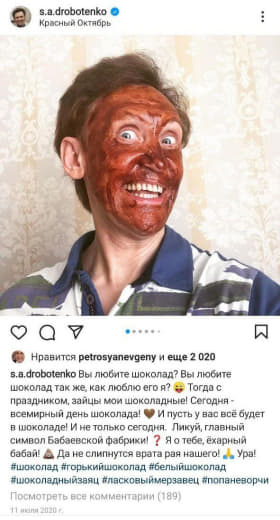 s.a.drobotenko
Красный Октябрь
Нравится petrosyanevgeny и еще 2 020
s.a.drobotenko Вы любите шоколад? Вы любите
шоколад так же, как люблю его я? 😜 Тогда с
праздником, зайцы мои шоколадные! Сегодня -
всемирный день шоколада! 🤎 И пусть у вас всё будет
в шоколаде! И не только сегодня. Ликуй, главный
символ Бабаевской фабрики! ❓ Я о тебе, ёхарный
бабай! 💩 Да не слипнутся врата рая нашего! 🙏 Ура!
#шоколад #горькийшоколад #белыйшоколад
#шоколадныйзаяц #ласковыймерзавец #попаневорчи
Посмотреть все комментарии (189)
11 июля 2020 г.